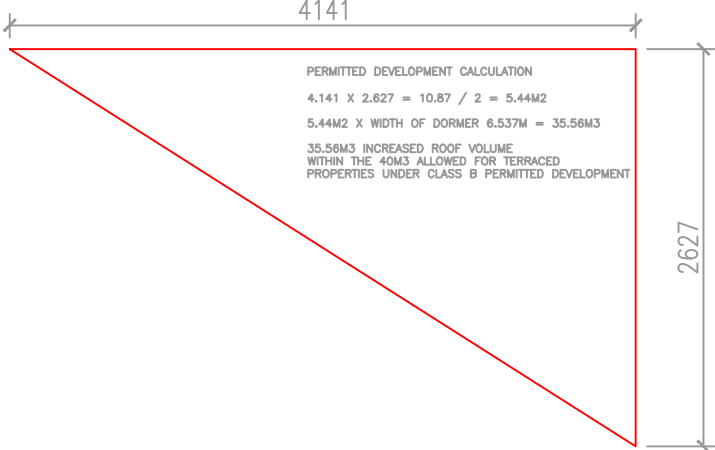 4141
PERMITTED DEVELOPMENT CALCULATION
4.141 X 2.627 = 10.87 / 2 = 5.44M2
5.44M2 X WIDTH OF DORMER 6.537M = 35.56M3
35.56M3 INCREASED ROOF VOLUME
WITHIN THE 40M3 ALLOWED FOR TERRACED
PROPERTIES UNDER CLASS B PERMITTED DEVELOPMENT
2627